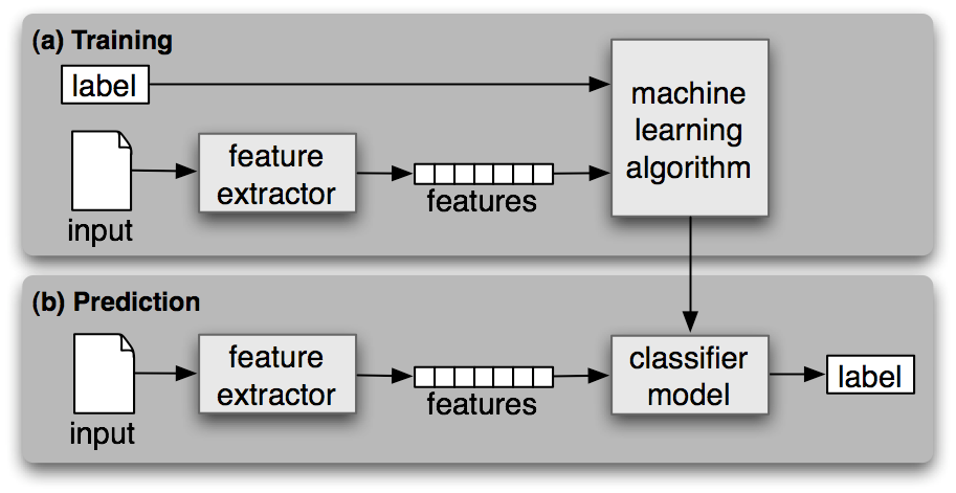 (a) Training
label
machine
learning
algorithm
feature
extractor
features
input
(b) Prediction
feature
extractor
features
classifier
model
label
input